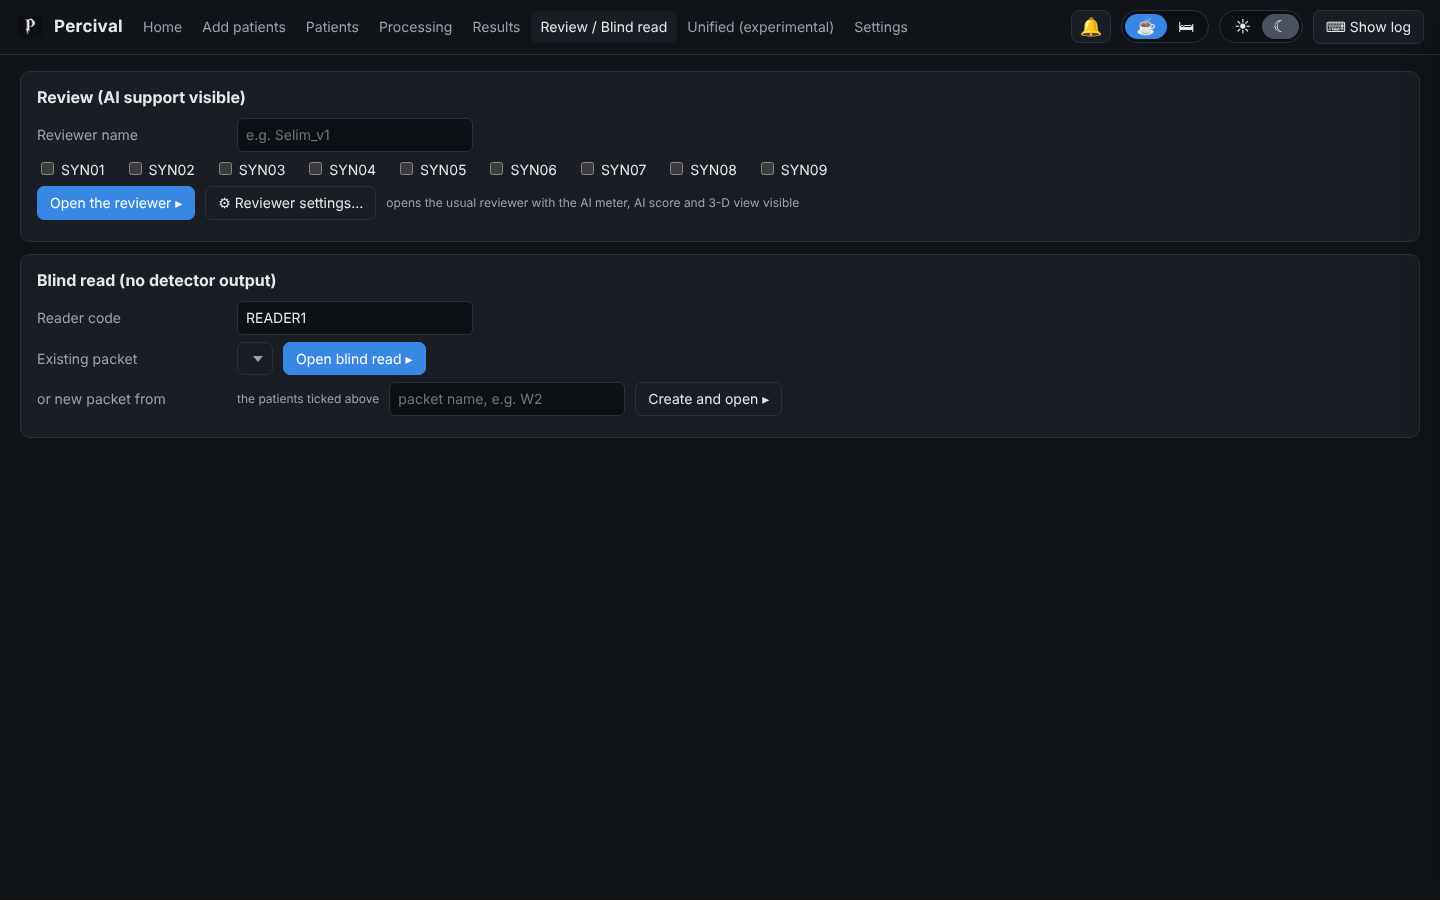 Percival Home Add patients Patients Processing Results Review / Blind read Unified (experimental) Settings Show log
Review (AI support visible)
Reviewer name e.g. Selim_v1
SYN01 SYN02 SYN03 SYN04 SYN05 SYN06 SYN07 SYN08 SYN09
Open the reviewer ▸ ⚙ Reviewer settings... opens the usual reviewer with the AI meter, AI score and 3-D view visible
Blind read (no detector output)
Reader code READER1
Existing packet Open blind read ▸
or new packet from the patients ticked above packet name, e.g. W2 Create and open ▸